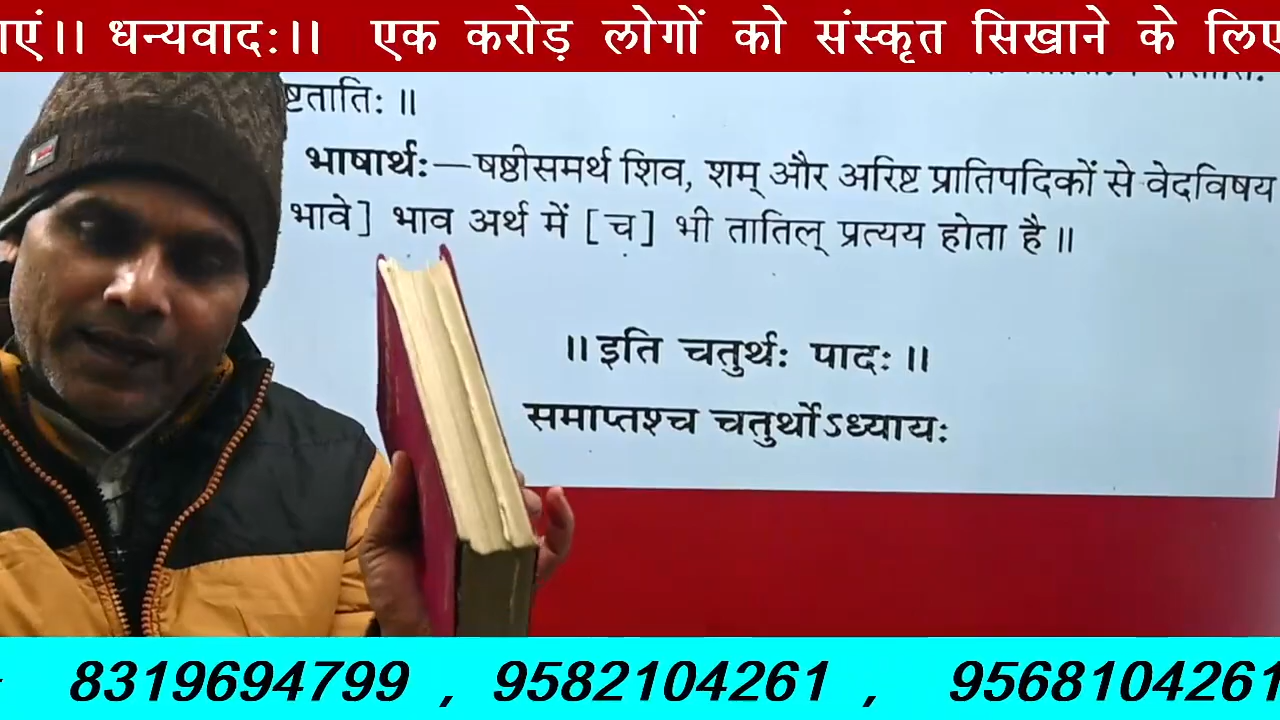 एं।। धन्यवादः।। एक करोड़ लोगों को संस्कृत सिखाने के लिए
ष्टतातिः ॥
भाषार्थः—षष्ठीसमर्थ शिव, शम् और अरिष्ट प्रातिपदिकों से वेदविषय
भावे] भाव अर्थ में [च] भी तातिल् प्रत्यय होता है ॥
॥ इति चतुर्थः पादः ॥
समाप्तश्च चतुर्थोऽध्यायः
8319694799 , 9582104261 , 9568104261